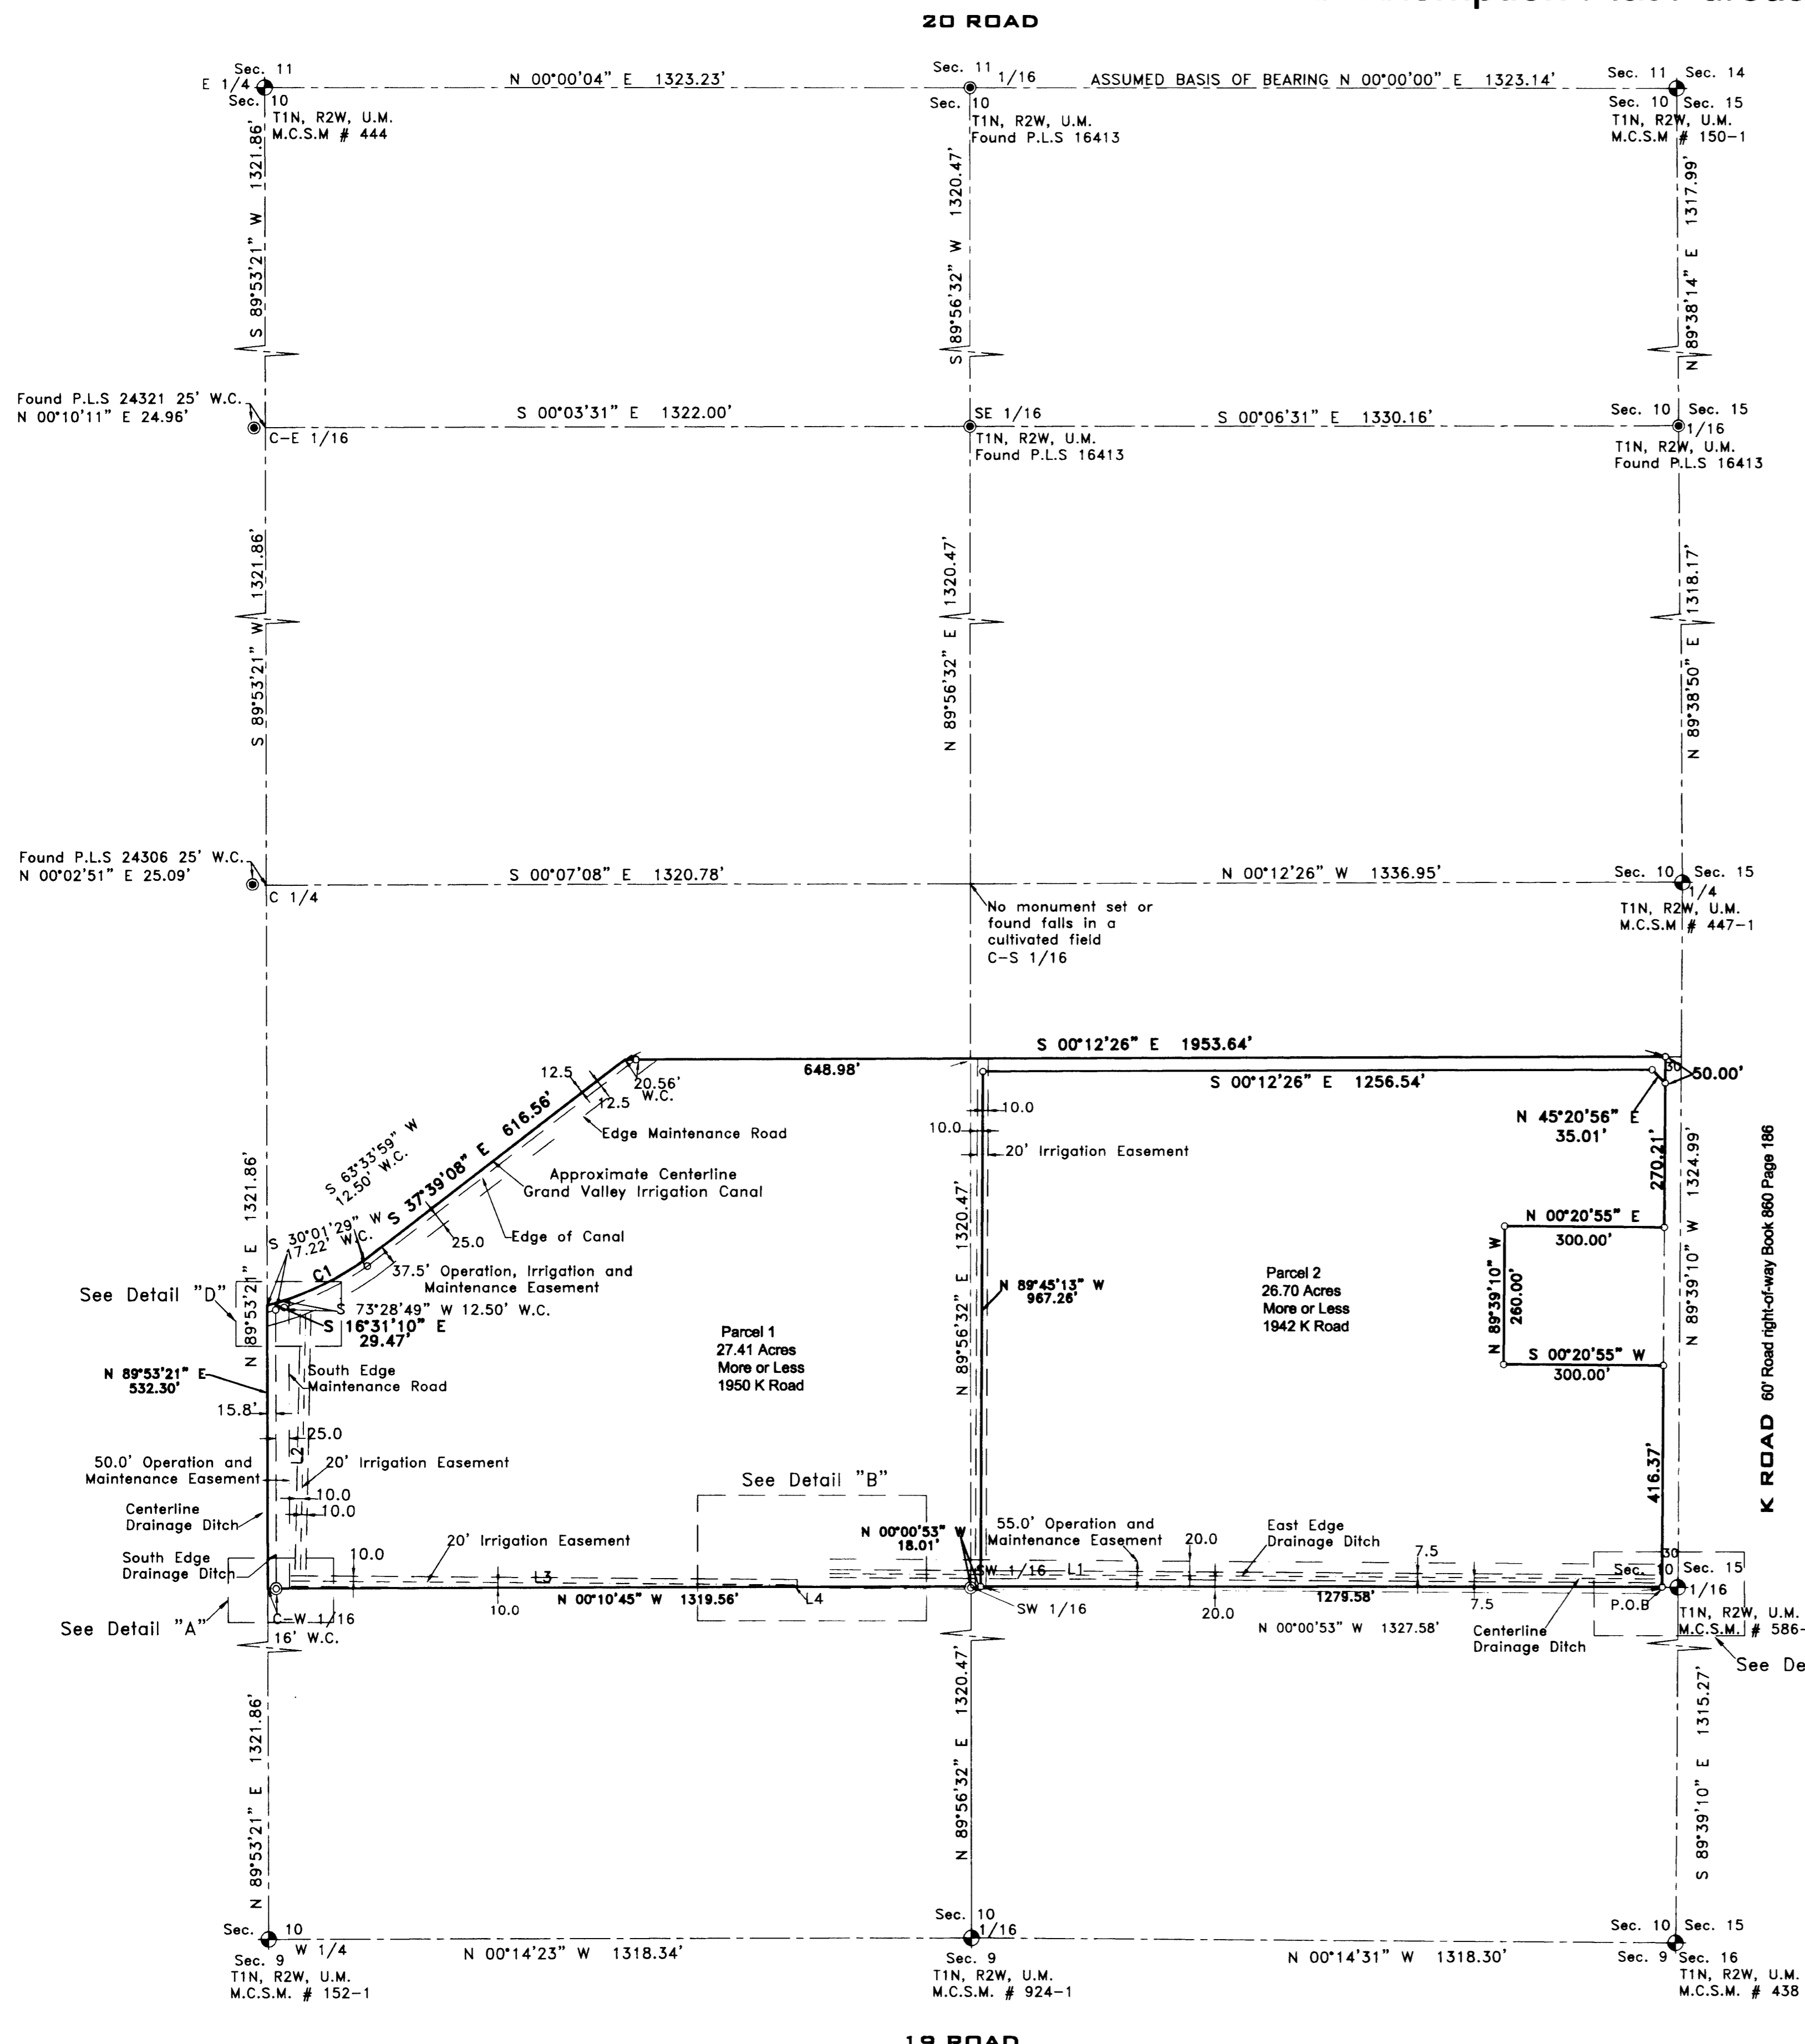 20 ROAD
Sec. 11
E 1/4
Sec. 10
T1N, R2W, U.M.
M.C.S.M # 444
N 00°00'04" E 1323.23'
Sec. 11
1/16
Sec. 10
T1N, R2W, U.M.
Found P.L.S 16413
ASSUMED BASIS OF BEARING N 00°00'00" E 1323.14'
Sec. 11 Sec. 14
Sec. 10 Sec. 15
T1N, R2W, U.M.
M.C.S.M # 150-1
S 89°53'21" W 1321.86'
S 89°56'32" W 1320.47'
N 89°38'14" E 1317.99'
Found P.L.S 24321 25' W.C.
N 00°10'11" E 24.96'
C-E 1/16
S 00°03'31" E 1322.00'
SE 1/16
T1N, R2W, U.M.
Found P.L.S 16413
S 00°06'31" E 1330.16'
Sec. 10 Sec. 15
1/16
T1N, R2W, U.M.
Found P.L.S 16413
S 89°53'21" W 1321.86'
N 89°56'32" E 1320.47'
N 89°38'50" E 1318.17'
Found P.L.S 24306 25' W.C.
N 00°02'51" E 25.09'
C 1/4
S 00°07'08" E 1320.78'
N 00°12'26" W 1336.95'
Sec. 10 Sec. 15
1/4
T1N, R2W, U.M.
M.C.S.M # 447-1
No monument set or
found falls in a
cultivated field
C-S 1/16
S 00°12'26" E 1953.64'
648.98'
S 00°12'26" E 1256.54'
30
50.00'
N 45°20'56" E
35.01'
12.5
12.5
20.56'
W.C.
Edge Maintenance Road
S 37°39'08" E 616.56'
S 63°33'59" W
12.50' W.C.
Approximate Centerline
Grand Valley Irrigation Canal
Edge of Canal
25.0
37.5' Operation, Irrigation and
Maintenance Easement
S 30°01'29" W
17.22' W.C.
C1
S 73°28'49" W 12.50' W.C.
S 16°31'10" E
29.47'
See Detail "D"
N 89°53'21" E 1321.86'
10.0
10.0
20' Irrigation Easement
N 89°56'32" E 1320.47'
N 89°45'13" W
967.26'
270.21'
N 00°20'55" E
300.00'
N 89°39'10" W
260.00'
S 00°20'55" W
300.00'
416.37'
N 89°39'10" W 1324.99'
K ROAD 60' Road right-of-way Book 860 Page 186
Parcel 1
27.41 Acres
More or Less
1950 K Road
Parcel 2
26.70 Acres
More or Less
1942 K Road
N 89°53'21" E
532.30'
South Edge
Maintenance Road
15.8'
25.0
L2
50.0' Operation and
Maintenance Easement
20' Irrigation Easement
10.0
10.0
Centerline
Drainage Ditch
South Edge
Drainage Ditch
See Detail "B"
20' Irrigation Easement
10.0
L3
N 00°10'45" W 1319.56'
10.0
L4
N 00°00'53" W
18.01'
55.0' Operation and
Maintenance Easement
20.0
East Edge
Drainage Ditch
7.5
30
SW 1/16
L1
SW 1/16
1279.58'
20.0
7.5
N 00°00'53" W 1327.58'
Centerline
Drainage Ditch
Sec. 10 Sec. 15
1/16
P.O.B
T1N, R2W, U.M.
M.C.S.M. # 586-
See De
C-W 1/16
16' W.C.
See Detail "A"
N 89°53'21" E 1321.86'
N 89°56'32" E 1320.47'
S 89°39'10" E 1315.27'
Sec. 10
W 1/4
Sec. 9
T1N, R2W, U.M.
M.C.S.M. # 152-1
N 00°14'23" W 1318.34'
Sec. 10
1/16
Sec. 9
T1N, R2W, U.M.
M.C.S.M. # 924-1
N 00°14'31" W 1318.30'
Sec. 10 Sec. 15
Sec. 9 Sec. 16
T1N, R2W, U.M.
M.C.S.M. # 438
19 ROAD